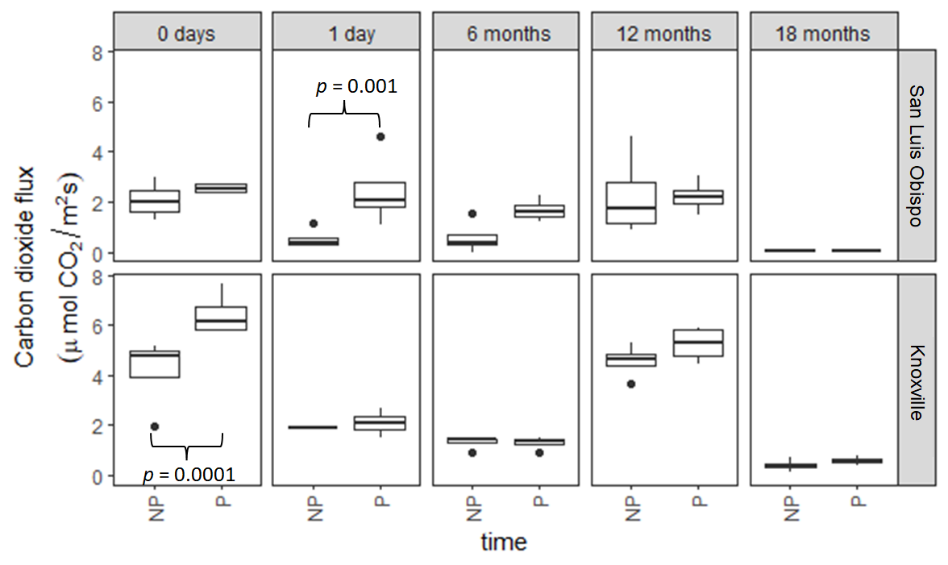 0 days
1 day
6 months
12 months
18 months
San Luis Obispo
Knoxville
Carbon dioxide flux
(μ mol CO₂/m²s)
8
6
4
2
0
8
6
4
2
0
p = 0.001
p = 0.0001
NP
P
NP
P
NP
P
NP
P
NP
P
time